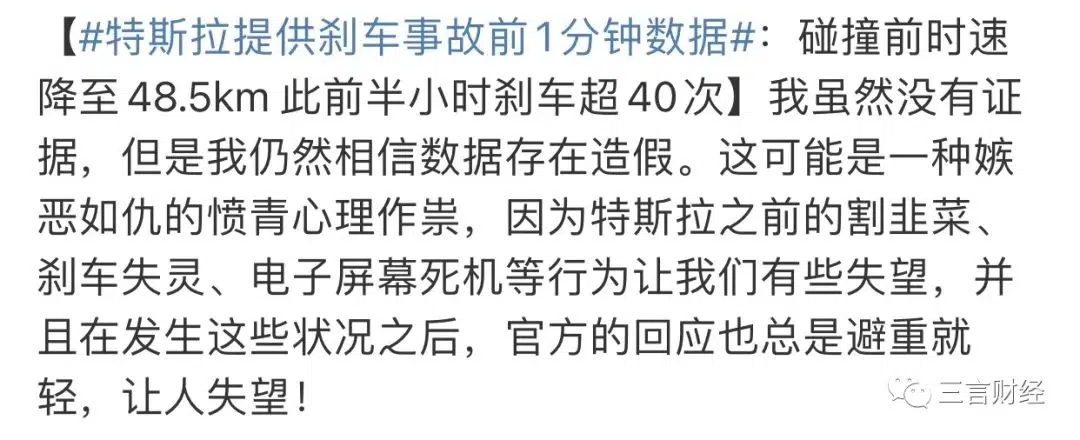 【#特斯拉提供刹车事故前1分钟数据#：碰撞前时速
降至48.5km 此前半小时刹车超40次】我虽然没有证
据，但是我仍然相信数据存在造假。这可能是一种嫉
恶如仇的愤青心理作祟，因为特斯拉之前的割韭菜、
刹车失灵、电子屏幕死机等行为让我们有些失望，并
且在发生这些状况之后，官方的回应也总是避重就
轻，让人失望！
三言财经